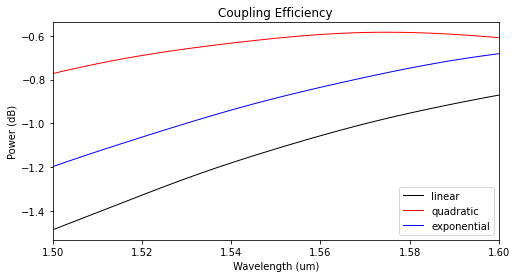 Coupling Efficiency
Power (dB)
−0.6
−0.8
−1.0
−1.2
−1.4
linear
quadratic
exponential
1.50 1.52 1.54 1.56 1.58 1.60
Wavelength (um)